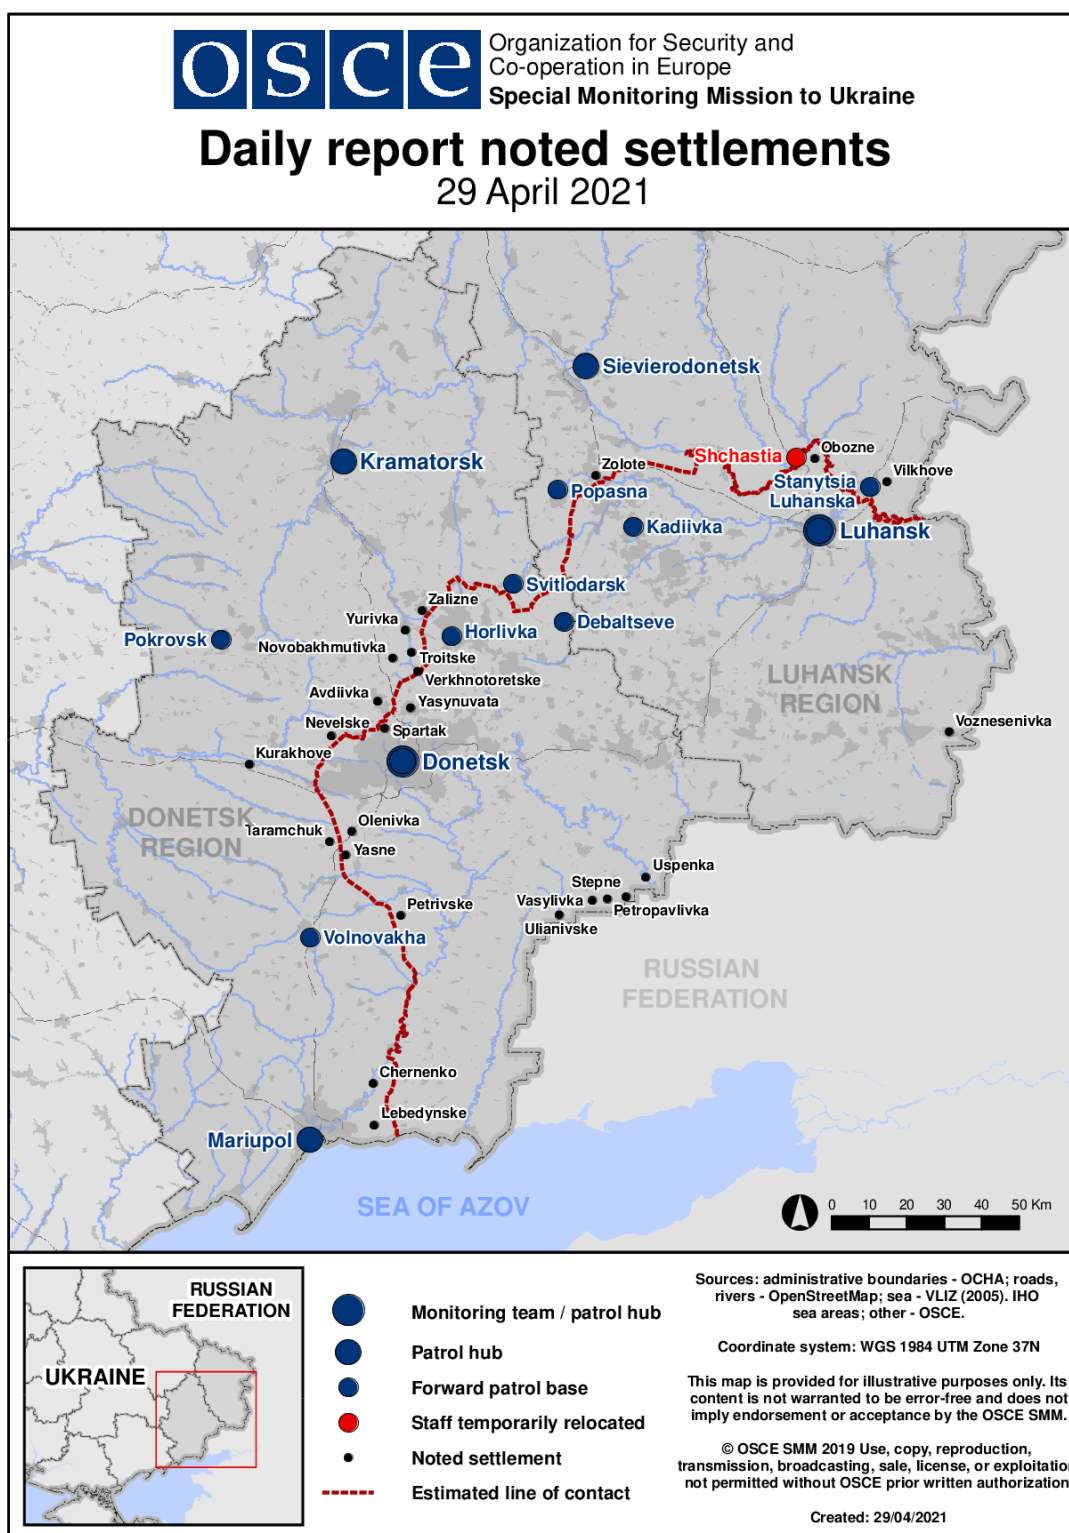 osce
Organization for Security and
Co-operation in Europe
Special Monitoring Mission to Ukraine
Daily report noted settlements
29 April 2021
Sievierodonetsk
Shchastia
Obozne
Kramatorsk
Zolote
Vilkhove
Stanytsia
Luhanska
Popasna
Kadiivka
Luhansk
Svitlodarsk
Zalizne
Yurivka
Debaltseve
Horlivka
Pokrovsk
Novobakhmutivka
Troitske
Verkhnotoretske
LUHANSK
REGION
Avdiivka
Yasynuvata
Nevelske
Spartak
Voznesenivka
Kurakhove
Donetsk
DONETSK
REGION
Olenivka
Taramchuk
Yasne
Uspenka
Stepne
Vasylivka
Petropavlivka
Petrivske
Ulianivske
Volnovakha
RUSSIAN
FEDERATION
Chernenko
Lebedynske
Mariupol
SEA OF AZOV
0 10 20 30 40 50 Km
RUSSIAN
FEDERATION
UKRAINE
Monitoring team / patrol hub
Patrol hub
Forward patrol base
Staff temporarily relocated
Noted settlement
Estimated line of contact
Sources: administrative boundaries - OCHA; roads,
rivers - OpenStreetMap; sea - VLIZ (2005). IHO
sea areas; other - OSCE.
Coordinate system: WGS 1984 UTM Zone 37N
This map is provided for illustrative purposes only. Its
content is not warranted to be error-free and does not
imply endorsement or acceptance by the OSCE SMM.
© OSCE SMM 2019 Use, copy, reproduction,
transmission, broadcasting, sale, license, or exploitation
not permitted without OSCE prior written authorization
Created: 29/04/2021